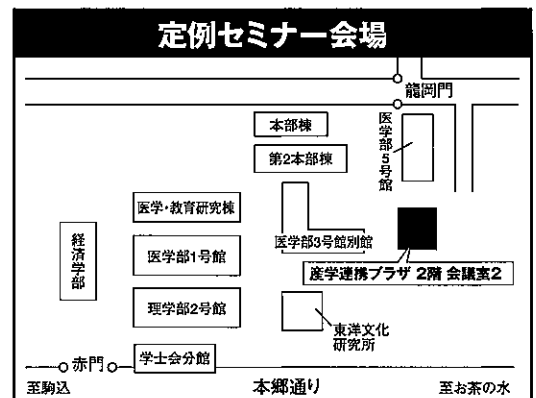 定例セミナー会場
龍岡門
本部棟
医学部5号館
第2本部棟
医学・教育研究棟
経済学部
医学部1号館
医学部3号館別館
産学連携プラザ 2階 会議室2
理学部2号館
東洋文化
研究所
学士会分館
赤門
至駒込
本郷通り
至お茶の水